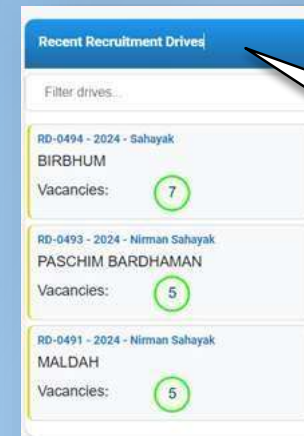 Recent Recruitment Drives
Filter drives...
RD-0494 - 2024 - Sahayak
BIRBHUM
Vacancies: 7
RD-0493 - 2024 - Nirman Sahayak
PASCHIM BARDHAMAN
Vacancies: 5
RD-0491 - 2024 - Nirman Sahayak
MALDAH
Vacancies: 5